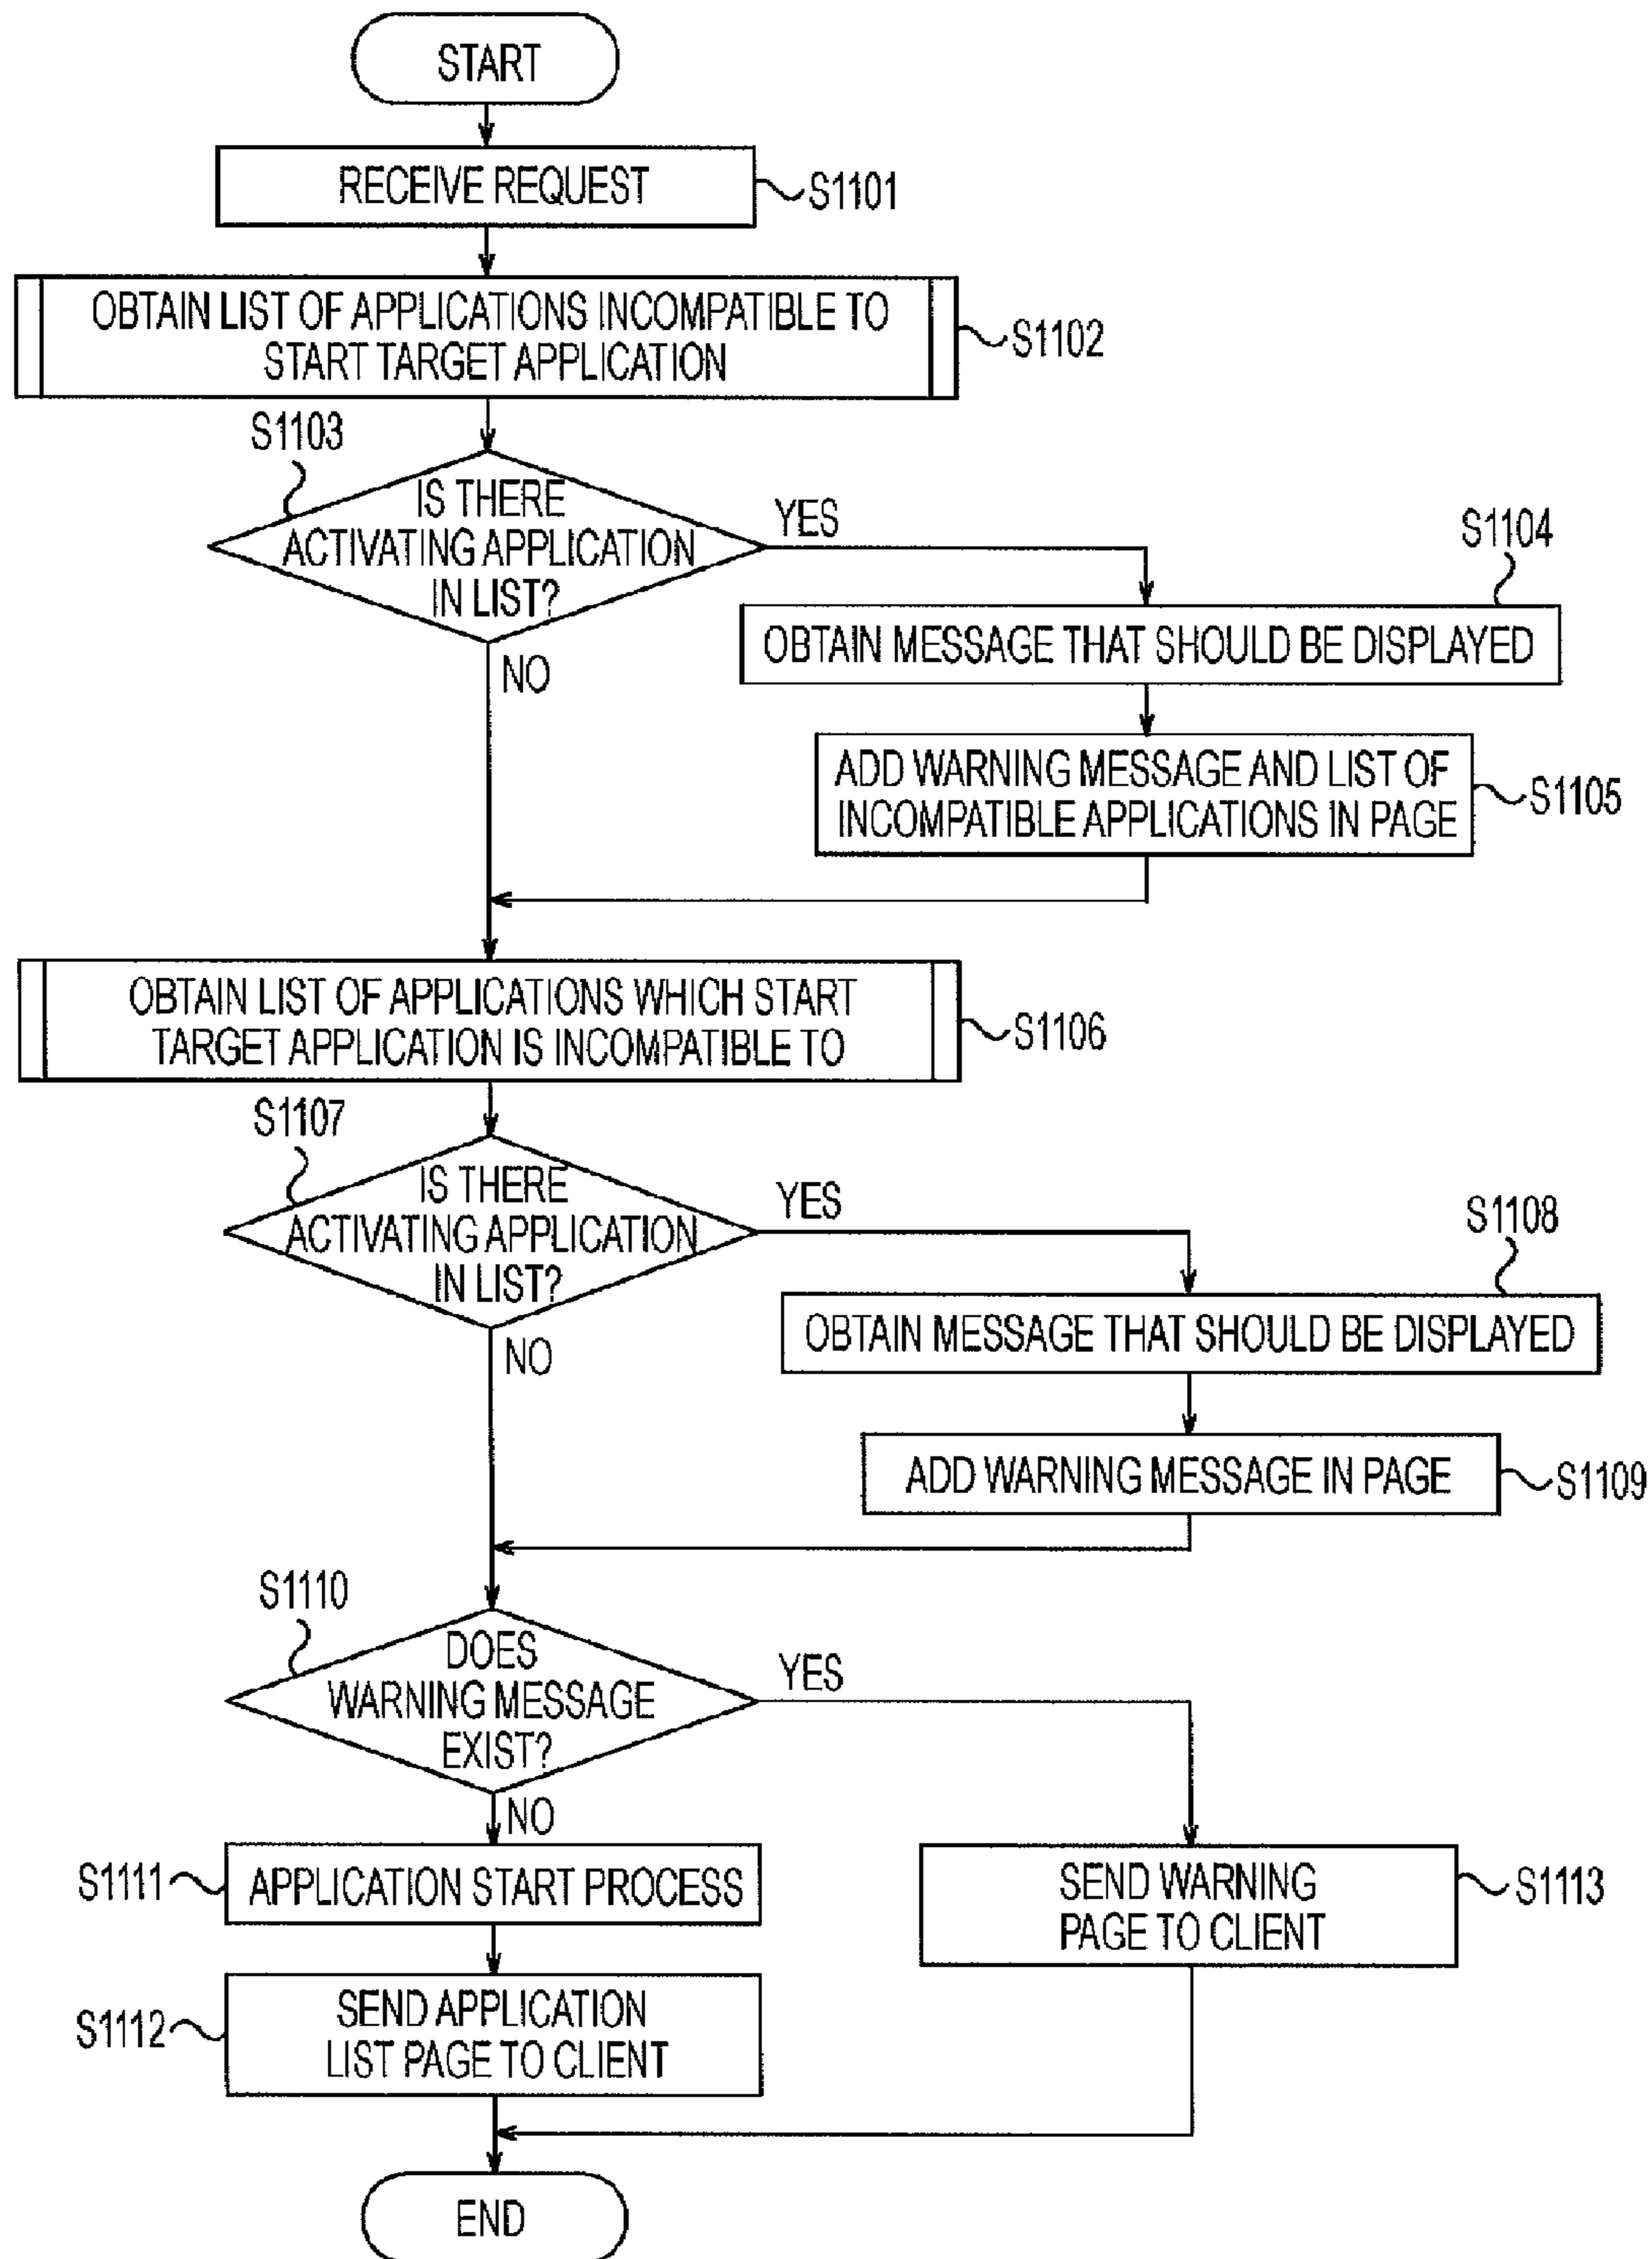 START
RECEIVE REQUEST
S1101
OBTAIN LIST OF APPLICATIONS INCOMPATIBLE TO
START TARGET APPLICATION
S1102
S1103
IS THERE
ACTIVATING APPLICATION
IN LIST?
YES
NO
S1104
OBTAIN MESSAGE THAT SHOULD BE DISPLAYED
ADD WARNING MESSAGE AND LIST OF
INCOMPATIBLE APPLICATIONS IN PAGE
S1105
OBTAIN LIST OF APPLICATIONS WHICH START
TARGET APPLICATION IS INCOMPATIBLE TO
S1106
S1107
IS THERE
ACTIVATING APPLICATION
IN LIST?
YES
NO
S1108
OBTAIN MESSAGE THAT SHOULD BE DISPLAYED
ADD WARNING MESSAGE IN PAGE
S1109
S1110
DOES
WARNING MESSAGE
EXIST?
YES
NO
S1111
APPLICATION START PROCESS
SEND WARNING
PAGE TO CLIENT
S1113
S1112
SEND APPLICATION
LIST PAGE TO CLIENT
END